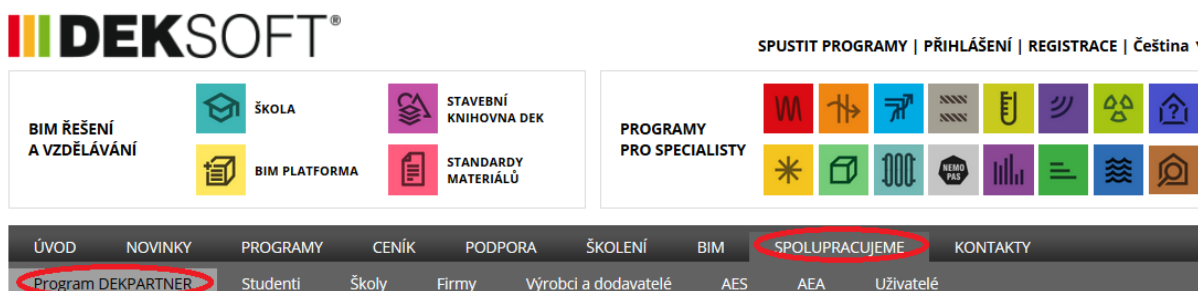 DEKSOFT®
SPUSTIT PROGRAMY | PŘIHLÁŠENÍ | REGISTRACE | Čeština
BIM ŘEŠENÍ
A VZDĚLÁVÁNÍ
ŠKOLA
STAVEBNÍ
KNIHOVNA DEK
BIM PLATFORMA
STANDARDY
MATERIÁLŮ
PROGRAMY
PRO SPECIALISTY
?
NEMO
PAS
ÚVOD NOVINKY PROGRAMY CENÍK PODPORA ŠKOLENÍ BIM SPOLUPRACUJEME KONTAKTY
Program DEKPARTNER Studenti Školy Firmy Výrobci a dodavatelé AES AEA Uživatelé